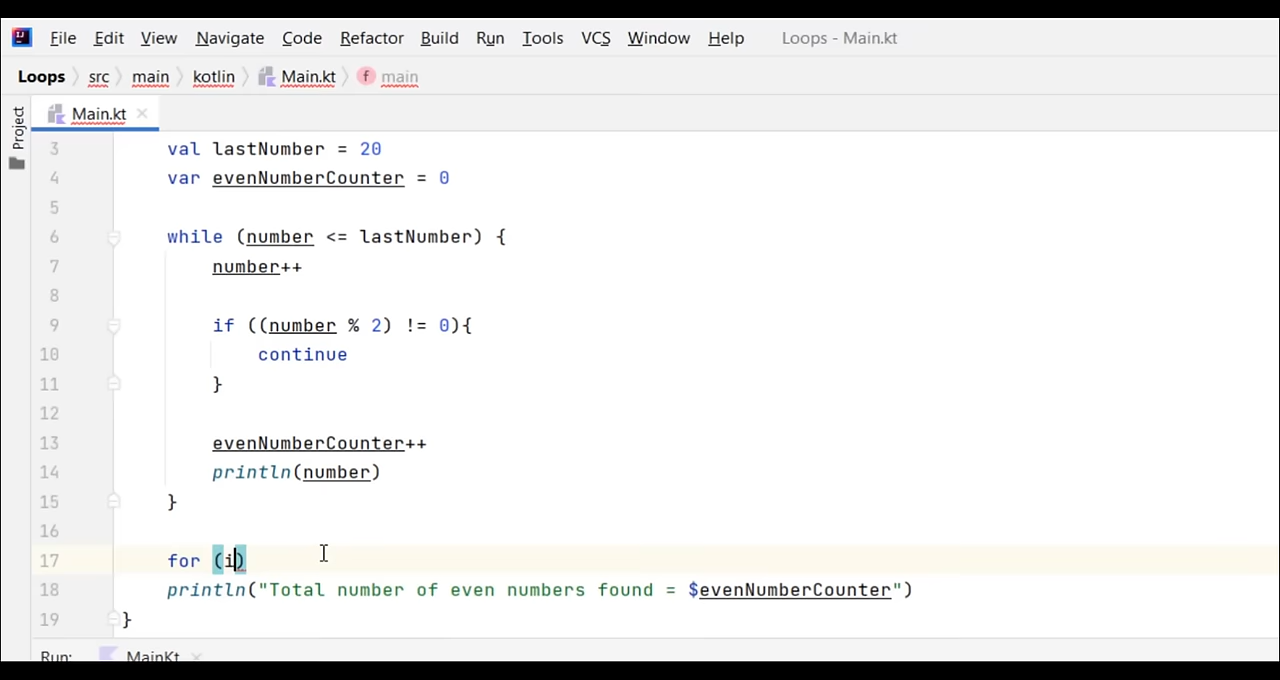 File Edit View Navigate Code Refactor Build Run Tools VCS Window Help Loops - Main.kt
Loops src main kotlin Main.kt main
Main.kt
Project
3 val lastNumber = 20
4 var evenNumberCounter = 0
5
6 while (number <= lastNumber) {
7 number++
8
9 if ((number % 2) != 0){
10 continue
11 }
12
13 evenNumberCounter++
14 println(number)
15 }
16
17 for (i)
18 println("Total number of even numbers found = $evenNumberCounter")
19 }
Run: MainKt